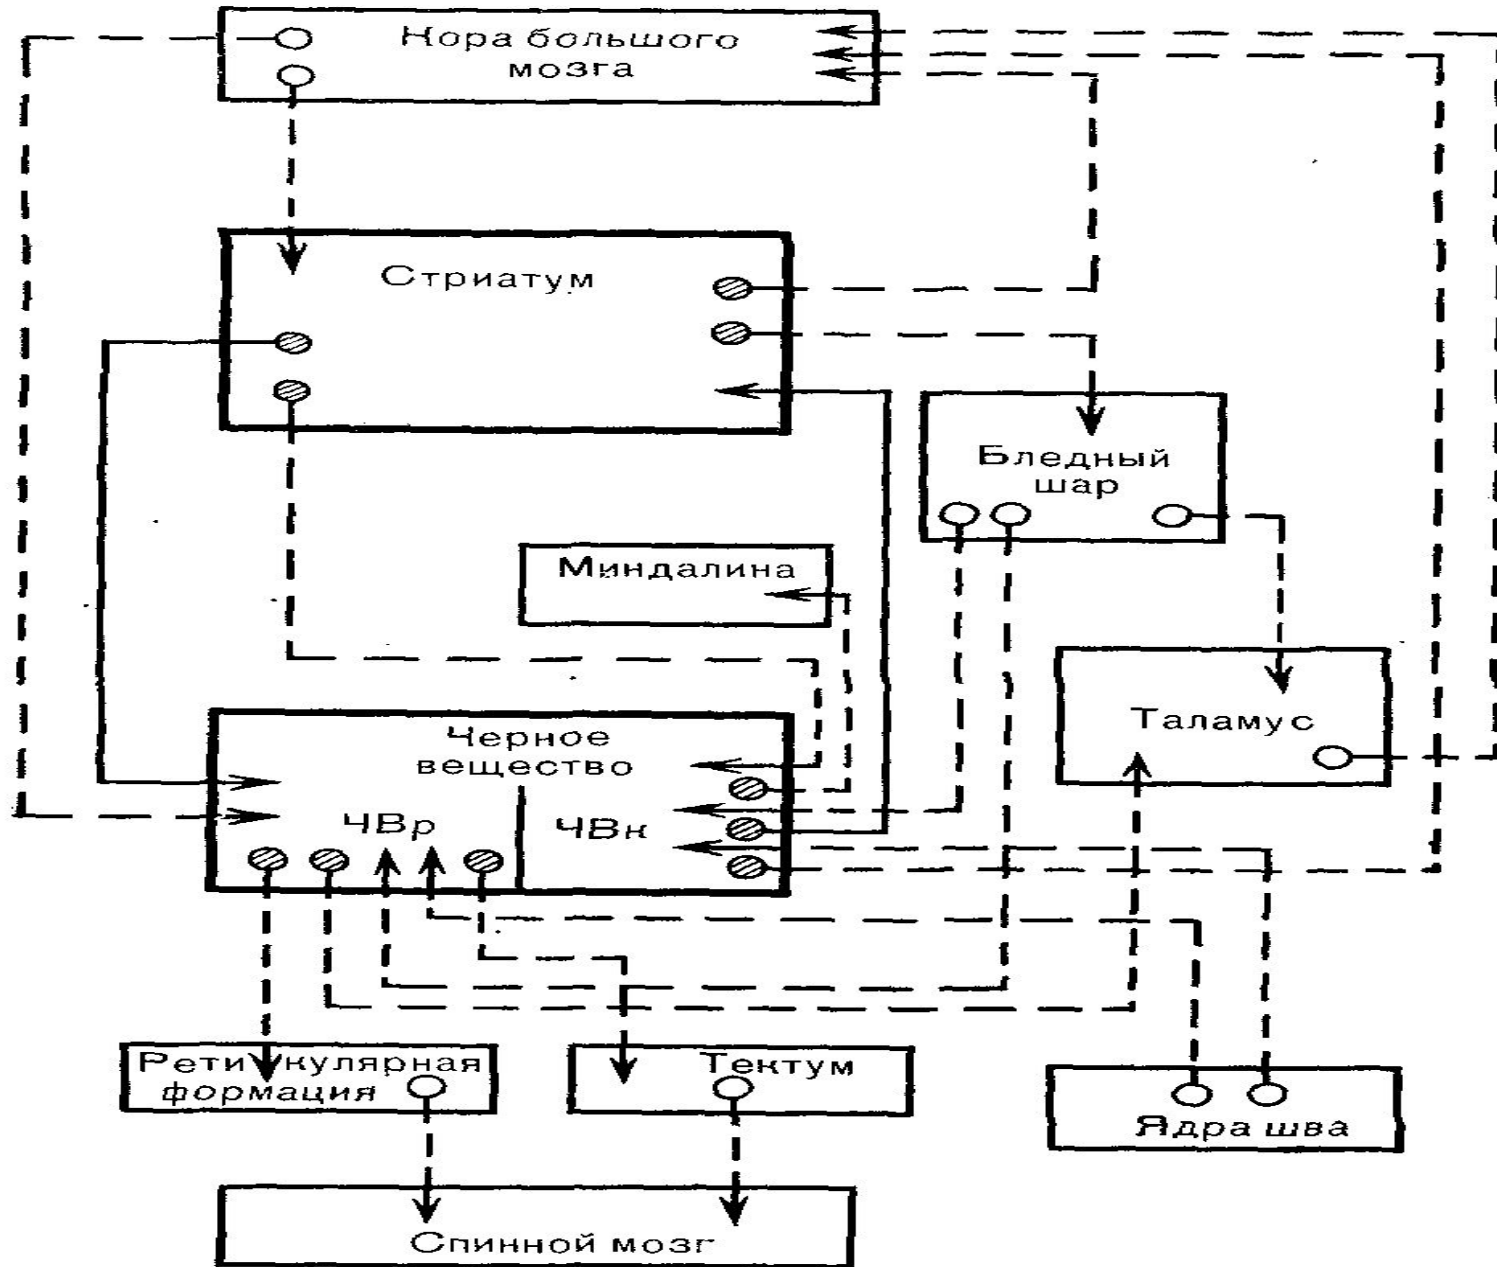 Кора большого
мозга
Стриатум
Бледный
шар
Миндалина
Таламус
Черное
вещество
ЧВр
ЧВк
Ретикулярная
формация
Тектум
Ядра шва
Спинной мозг